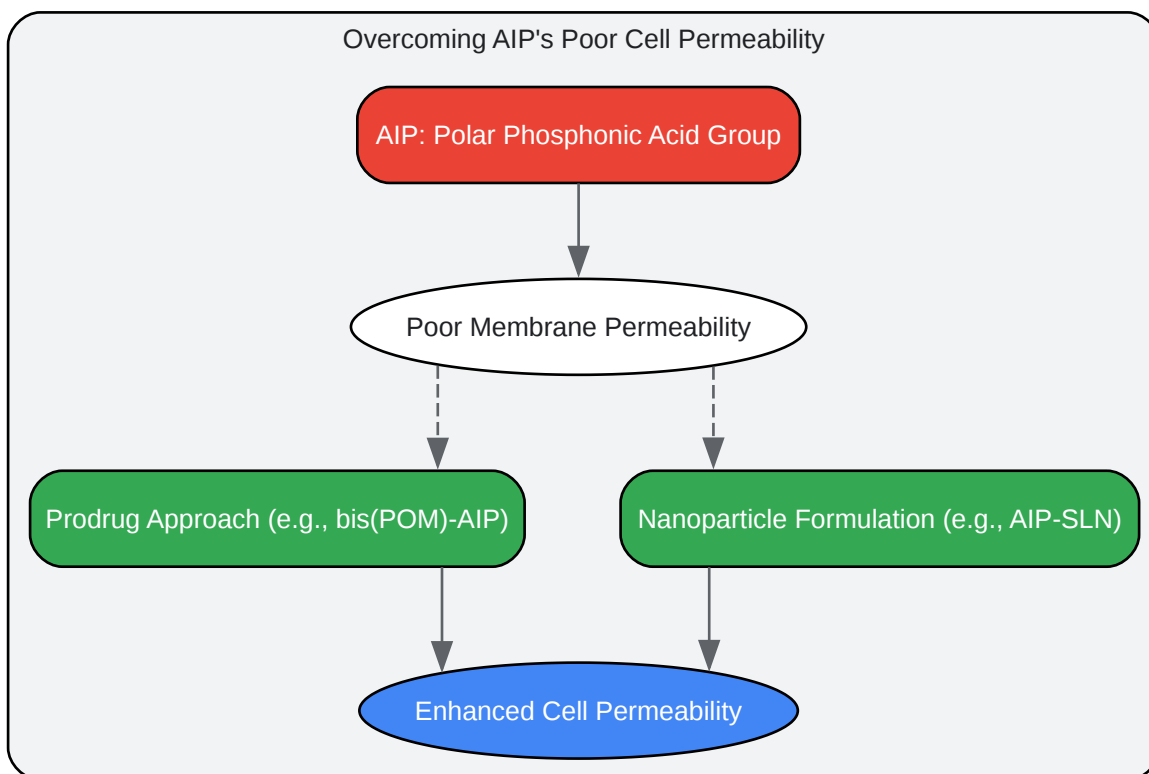 Overcoming AIP's Poor Cell Permeability
AIP: Polar Phosphonic Acid Group
Poor Membrane Permeability
Prodrug Approach (e.g., bis(POM)-AIP)
Nanoparticle Formulation (e.g., AIP-SLN)
Enhanced Cell Permeability